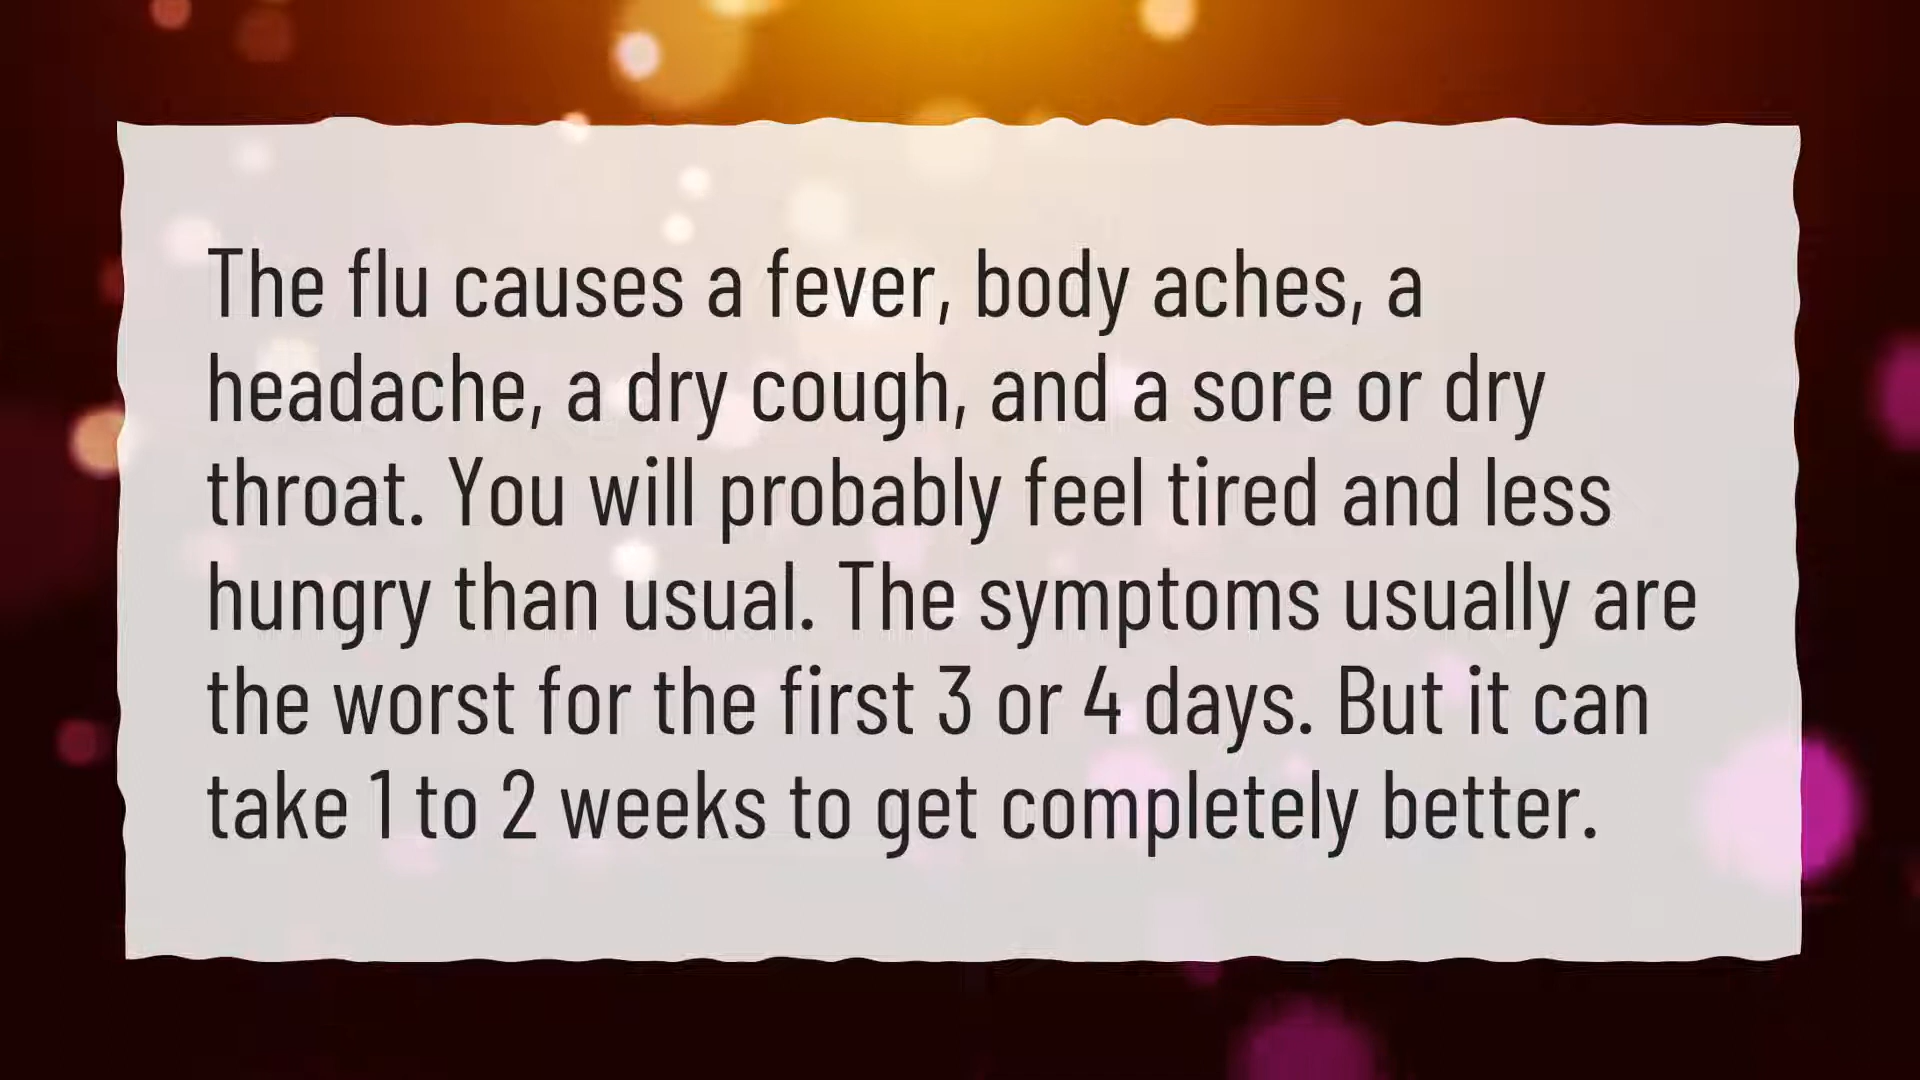 The flu causes a fever, body aches, a
headache, a dry cough, and a sore or dry
throat. You will probably feel tired and less
hungry than usual. The symptoms usually are
the worst for the first 3 or 4 days. But it can
take 1 to 2 weeks to get completely better.